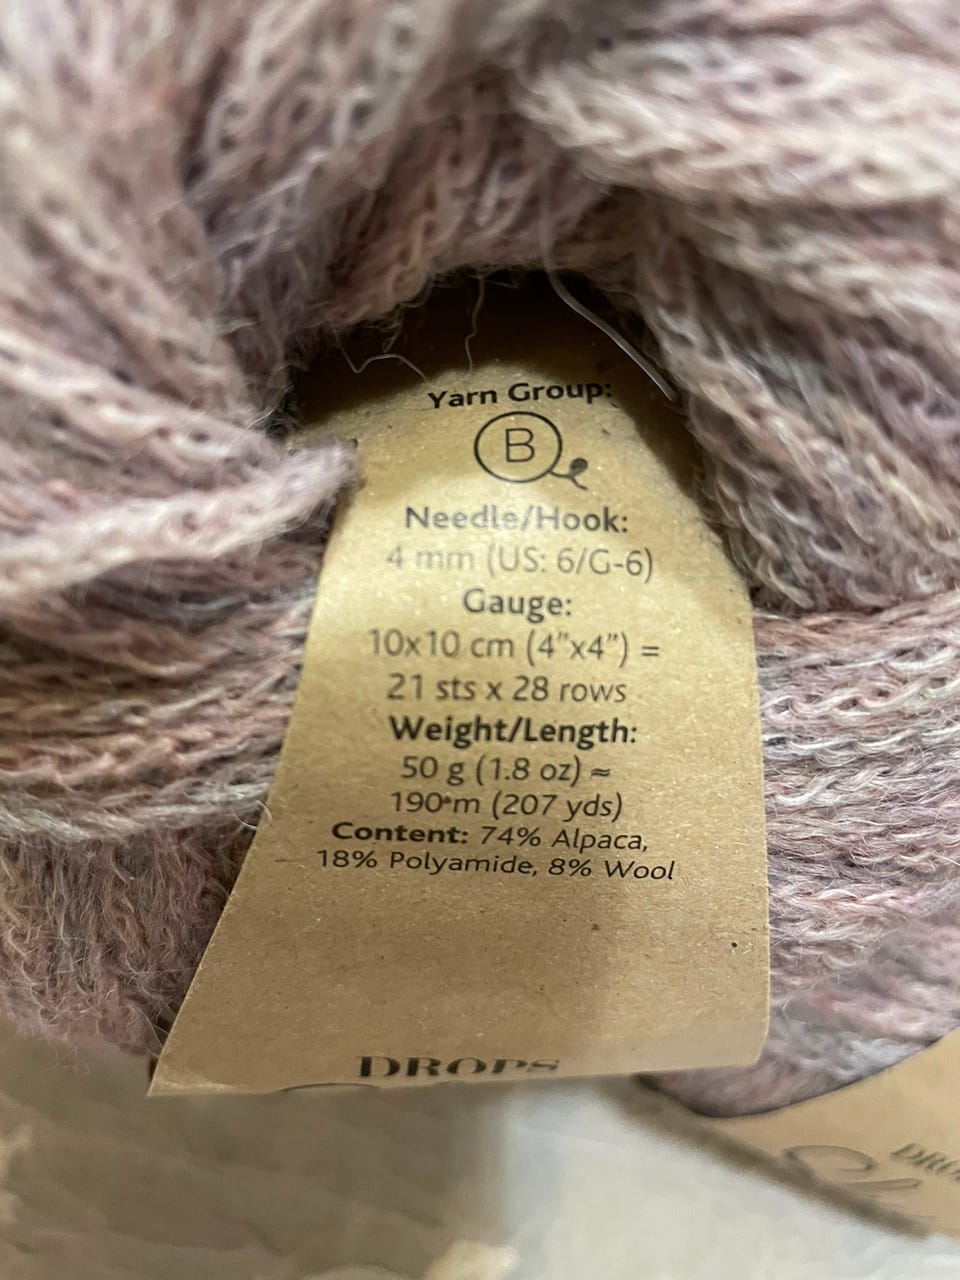 Yarn Group:
B
Needle/Hook:
4 mm (US: 6/G-6)
Gauge:
10x10 cm (4”x4”) =
21 sts x 28 rows
Weight/Length:
50 g (1.8 oz) ≈
190 m (207 yds)
Content: 74% Alpaca,
18% Polyamide, 8% Wool
DROPS